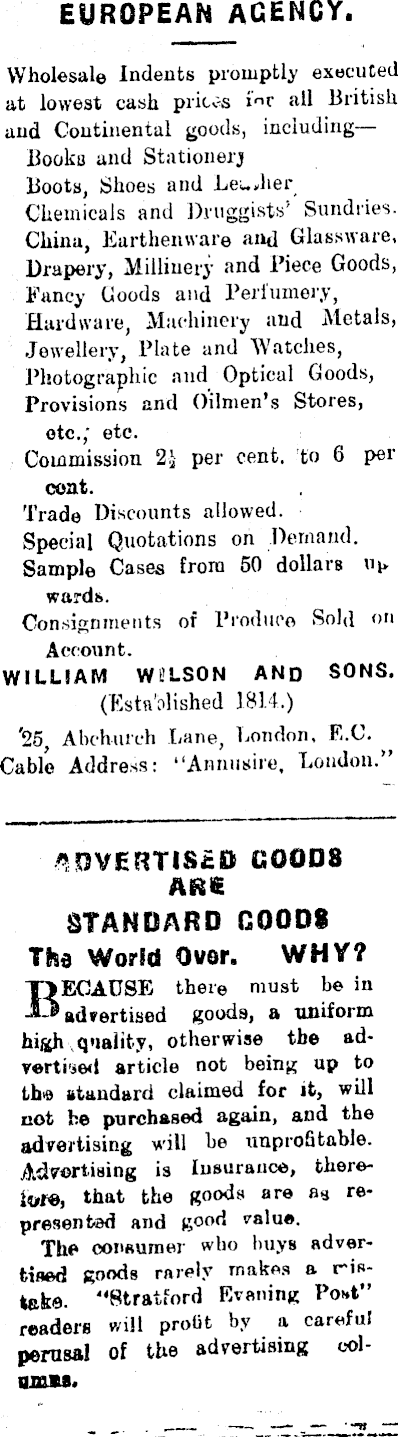 EUROPEAN AGENCY.
Wholesale Indents promptly executed
at lowest cash prices for all British
and Continental goods, including—
Books and Stationery
Boots, Shoes and Leather,
Chemicals and Druggists' Sundries.
China, Earthenware and Glassware,
Drapery, Millinery and Piece Goods,
Fancy Goods and Perfumery,
Hardware, Machinery and Metals,
Jewellery, Plate and Watches,
Photographic and Optical Goods,
Provisions and Oilmen's Stores,
etc., etc.
Commission 2½ per cent. to 6 per
cent.
Trade Discounts allowed.
Special Quotations on Demand.
Sample Cases from 50 dollars up
wards.
Consignments of Produce Sold on
Account.
WILLIAM WILSON AND SONS.
(Established 1814.)
25, Abchurch Lane, London, E.C.
Cable Address: "Annusire, London."
ADVERTISED GOODS
ARE
STANDARD GOODS
The World Over. WHY?
BECAUSE there must be in
advertised goods, a uniform
high quality, otherwise the ad-
vertised article not being up to
the standard claimed for it, will
not be purchased again, and the
advertising will be unprofitable.
Advertising is Insurance, there-
fore, that the goods are as re-
presented and good value.
The consumer who buys adver-
tised goods rarely makes a mis-
take. "Stratford Evening Post"
readers will profit by a careful
perusal of the advertising col-
umns.